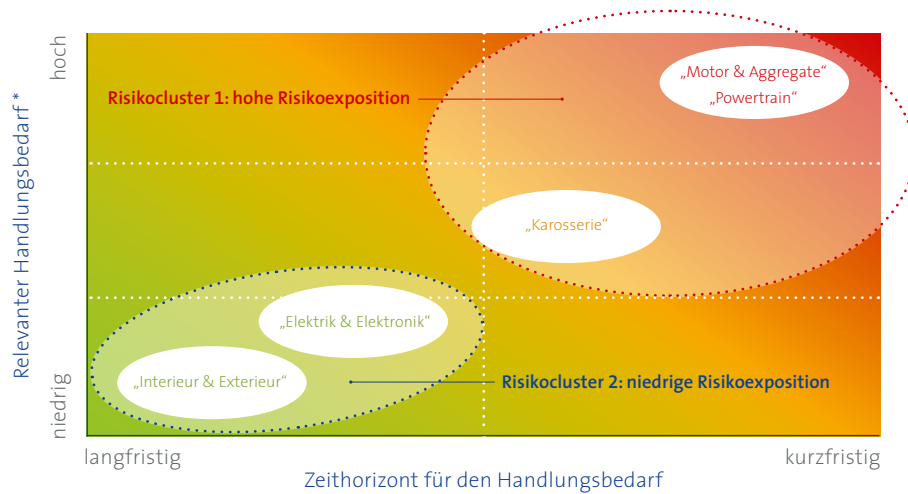 hoch
Relevanter Handlungsbedarf *
niedrig
Risikocluster 1: hohe Risikoexposition
„Motor & Aggregate“
„Powertrain“
„Karosserie“
„Elektrik & Elektronik“
„Interieur & Exterieur“
Risikocluster 2: niedrige Risikoexposition
langfristig
kurzfristig
Zeithorizont für den Handlungsbedarf